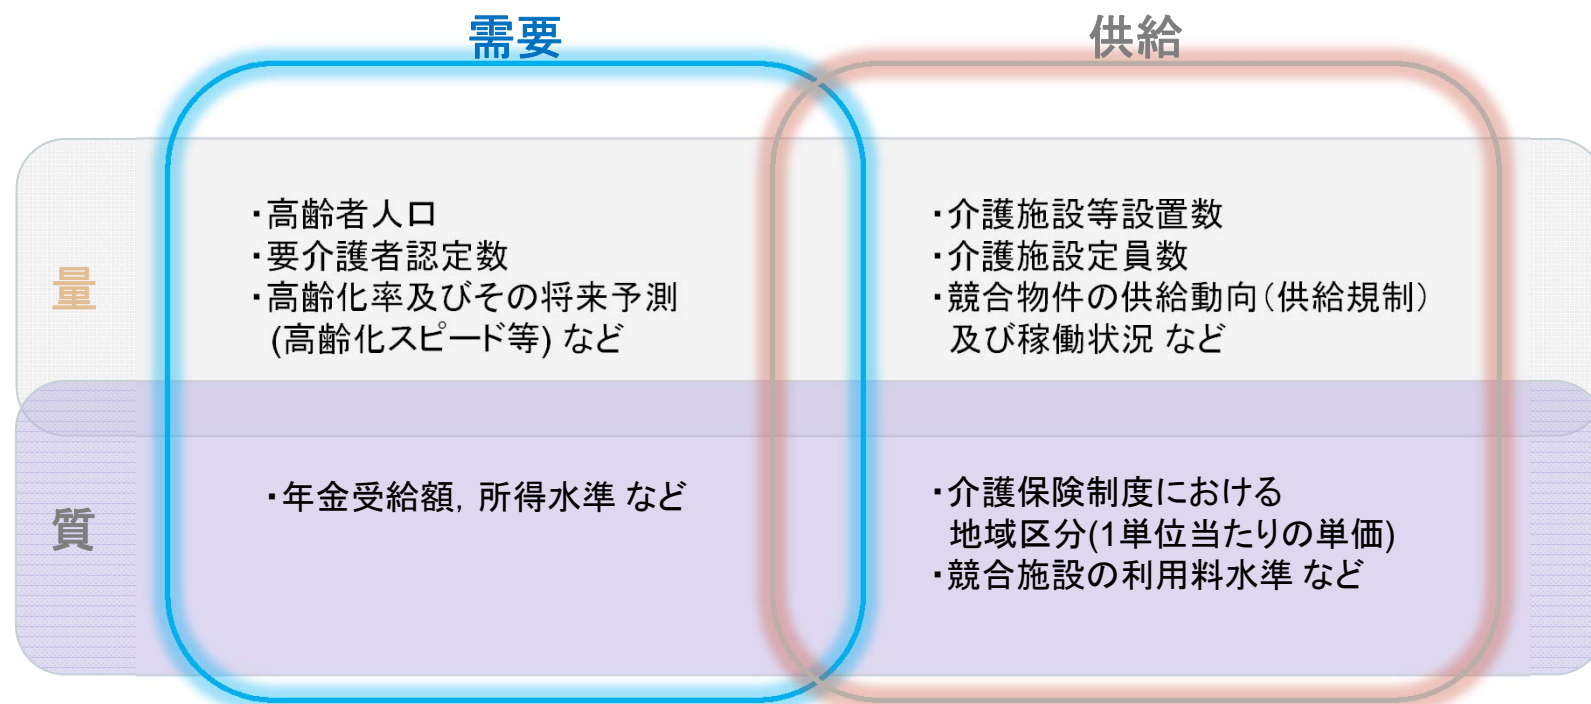 需要
供給
量
・高齢者人口
・要介護者認定数
・高齢化率及びその将来予測
(高齢化スピード等) など
・介護施設等設置数
・介護施設定員数
・競合物件の供給動向（供給規制）
及び稼働状況 など
質
・年金受給額，所得水準 など
・介護保険制度における
地域区分(1単位当たりの単価)
・競合施設の利用料水準 など